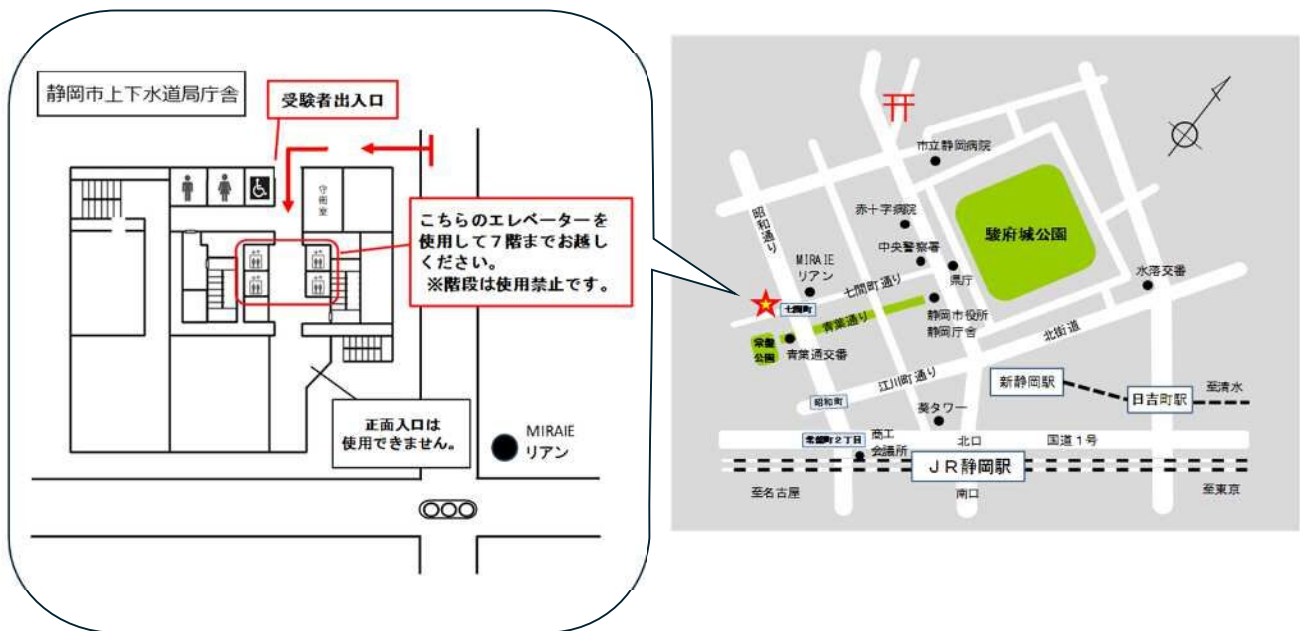 静岡市上下水道局庁舎
受験者出入口
守衛室
こちらのエレベーターを
使用して7階までお越し
ください。
※階段は使用禁止です。
正面入口は
使用できません。
MIRAIE
リアン
市立静岡病院
昭和通り
赤十字病院
駿府城公園
中央警察署
MIRAIE
リアン
七間町通り
県庁
水落交番
七間町
青葉通り
静岡市役所
静岡庁舎
北街道
常盤
公園
青葉通交番
江川町通り
新静岡駅
至清水
日吉町駅
昭和町
葵タワー
常盤町2丁目
商工
会議所
北口
国道1号
JR静岡駅
至名古屋
南口
至東京